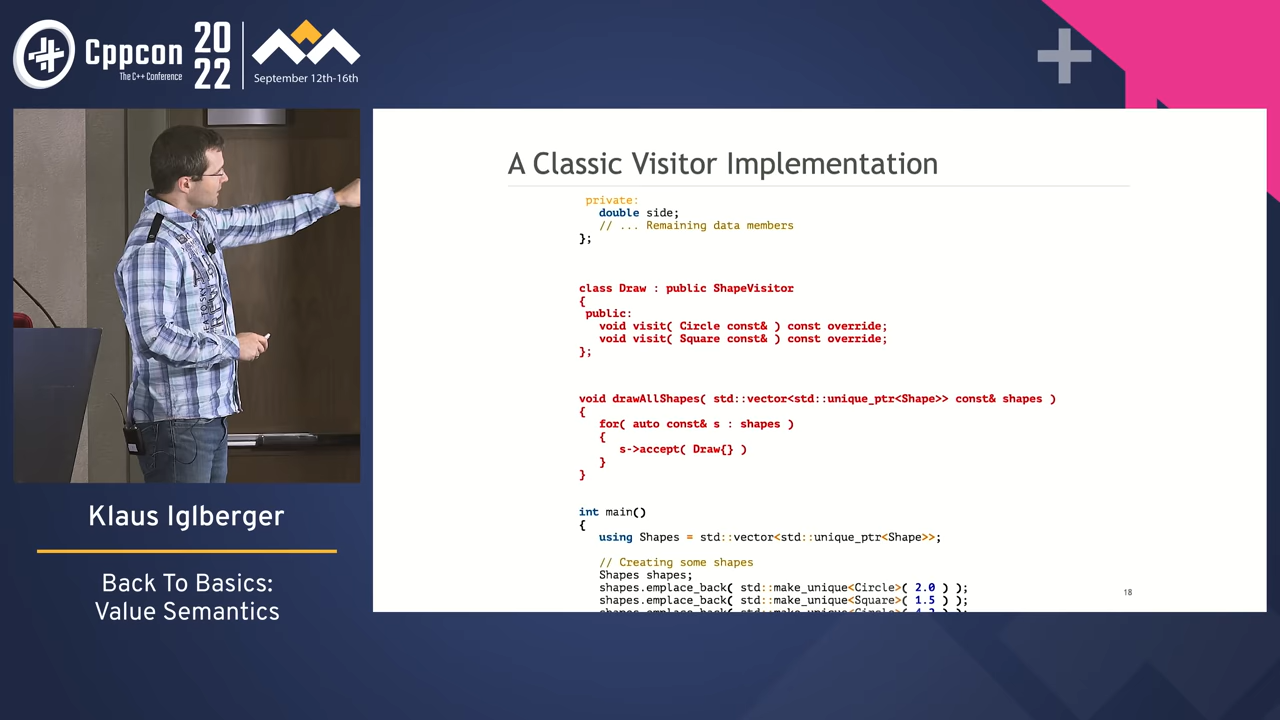 Cppcon
The C++ Conference
20
22
September 12th-16th
A Classic Visitor Implementation
private:
double side;
// ... Remaining data members
};
class Draw : public ShapeVisitor
{
public:
void visit( Circle const& ) const override;
void visit( Square const& ) const override;
};
void drawAllShapes( std::vector<std::unique_ptr<Shape>> const& shapes )
{
for( auto const& s : shapes )
{
s->accept( Draw{} )
}
}
int main()
{
using Shapes = std::vector<std::unique_ptr<Shape>>;
// Creating some shapes
Shapes shapes;
shapes.emplace_back( std::make_unique<Circle>( 2.0 ) );
shapes.emplace_back( std::make_unique<Square>( 1.5 ) );
18
Klaus Iglberger
Back To Basics:
Value Semantics